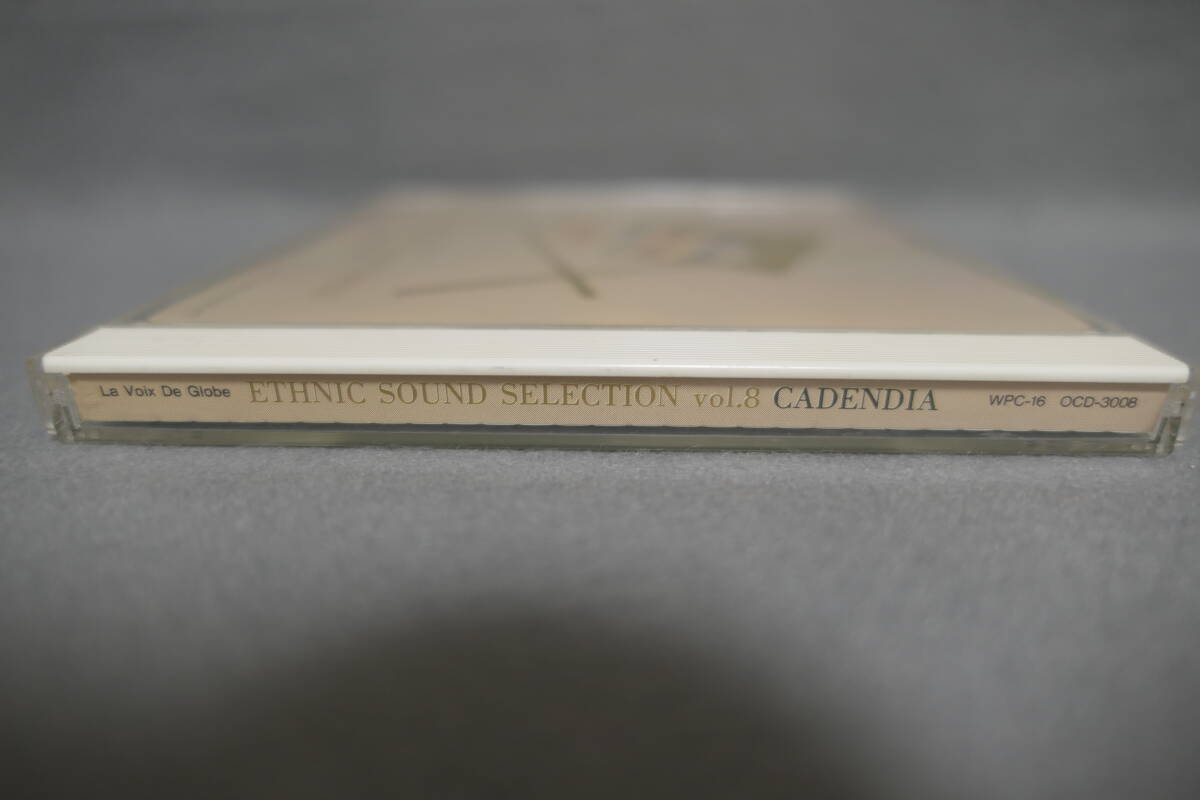 La Voix De Globe ETHNIC SOUND SELECTION vol.8 CADENDIA WPC-16 OCD-3008